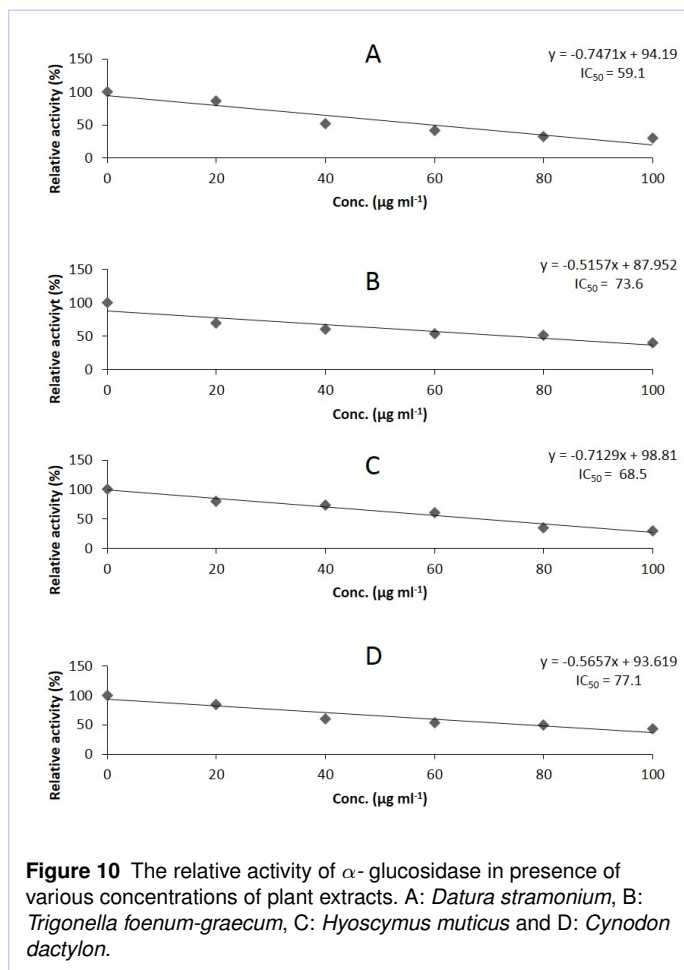 A
y = -0.7471x + 94.19
IC50 = 59.1
Relative activity (%)
150
100
50
0
0 20 40 60 80 100
Conc. (µg ml-1)
B
y = -0.5157x + 87.952
IC50 = 73.6
Relative activiyt (%)
150
100
50
0
0 20 40 60 80 100
Conc. (µg ml-1)
C
y = -0.7129x + 98.81
IC50 = 68.5
Relative activity (%)
150
100
50
0
0 20 40 60 80 100
Conc. (µg ml-1)
D
y = -0.5657x + 93.619
IC50 = 77.1
Relative activity (%)
150
100
50
0
0 20 40 60 80 100
Conc. (µg ml-1)
Figure 10 The relative activity of α- glucosidase in presence of
various concentrations of plant extracts. A: Datura stramonium, B:
Trigonella foenum-graecum, C: Hyoscymus muticus and D: Cynodon
dactylon.